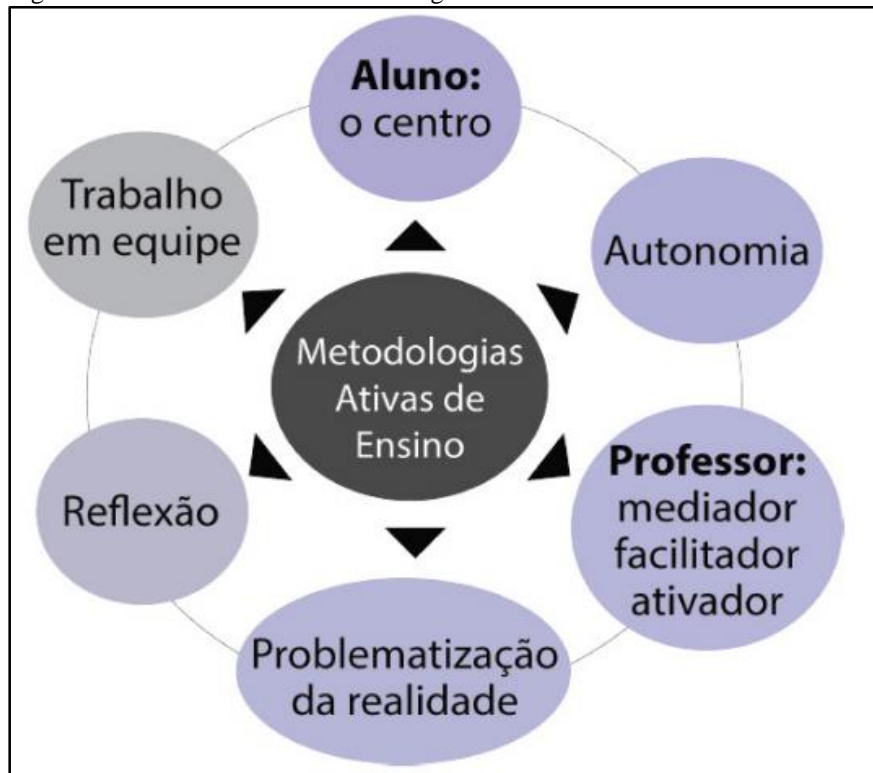 Aluno:
o centro
Autonomia
Professor:
mediador
facilitador
ativador
Problematização
da realidade
Reflexão
Trabalho
em equipe
Metodologias
Ativas de
Ensino